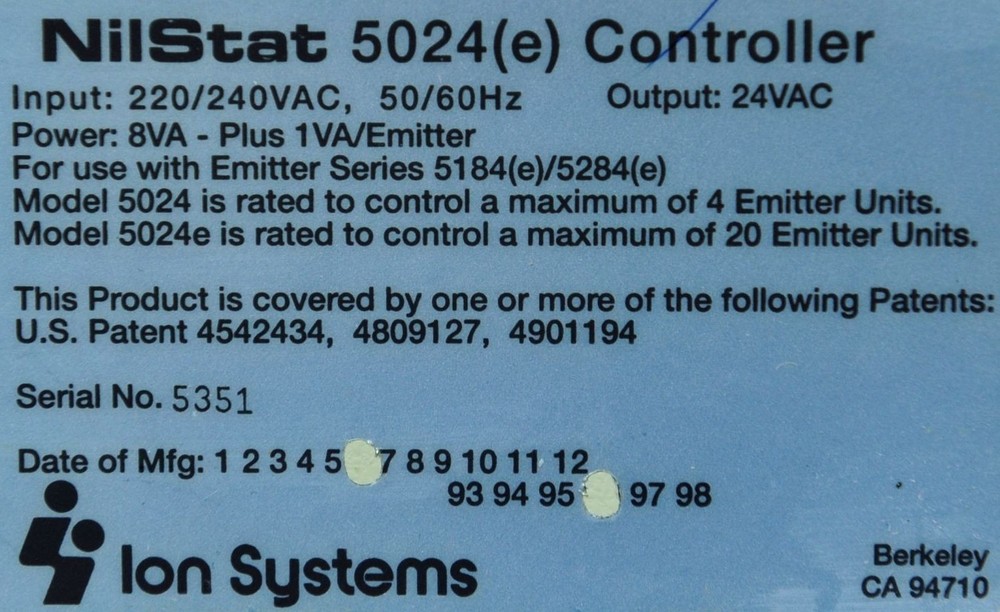 NilStat 5024(e) Controller
Input: 220/240VAC, 50/60Hz Output: 24VAC
Power: 8VA - Plus 1VA/Emitter
For use with Emitter Series 5184(e)/5284(e)
Model 5024 is rated to control a maximum of 4 Emitter Units.
Model 5024e is rated to control a maximum of 20 Emitter Units.
This Product is covered by one or more of the following Patents:
U.S. Patent 4542434, 4809127, 4901194
Serial No. 5351
Date of Mfg: 1 2 3 4 5 7 8 9 10 11 12
93 94 95 97 98
Ion Systems
Berkeley
CA 94710